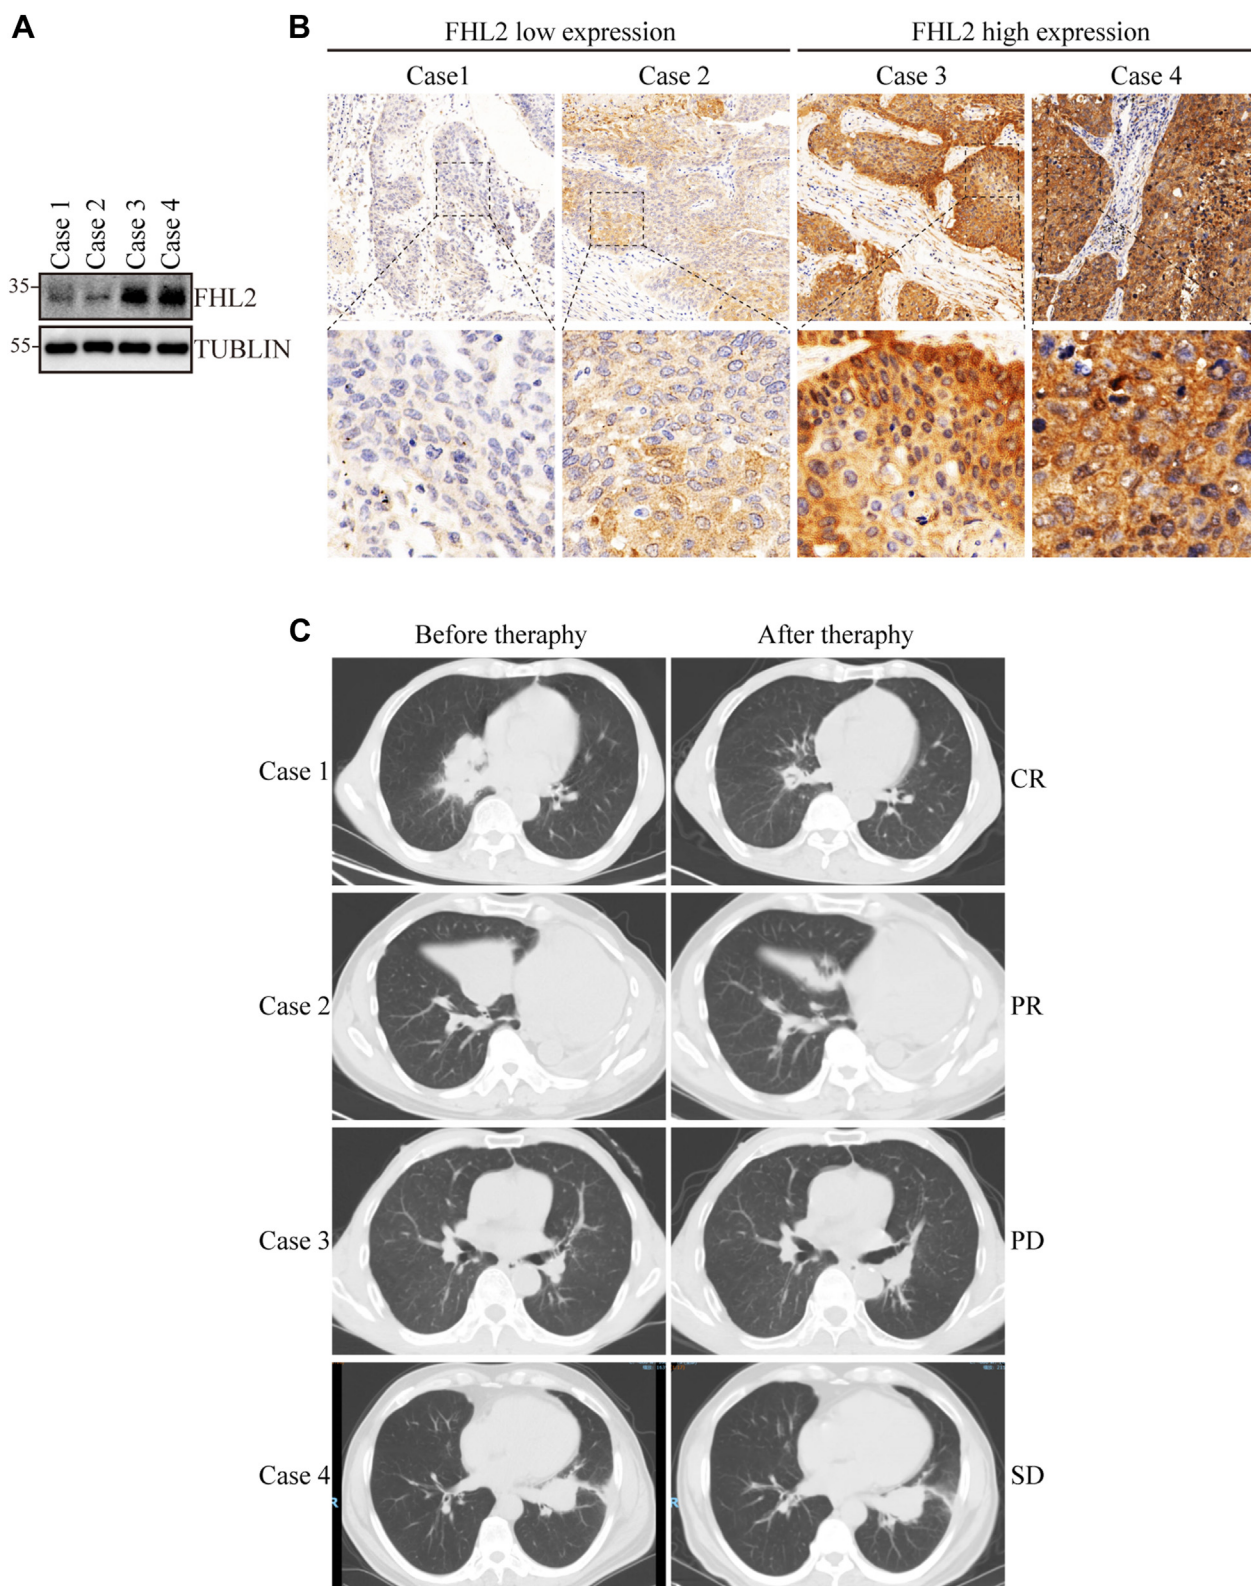 A
B
FHL2 low expression
FHL2 high expression
Case1
Case 2
Case 3
Case 4
Case 1
Case 2
Case 3
Case 4
35
FHL2
55
TUBLIN
C
Before theraphy
After theraphy
Case 1
CR
Case 2
PR
Case 3
PD
Case 4
SD
R
R